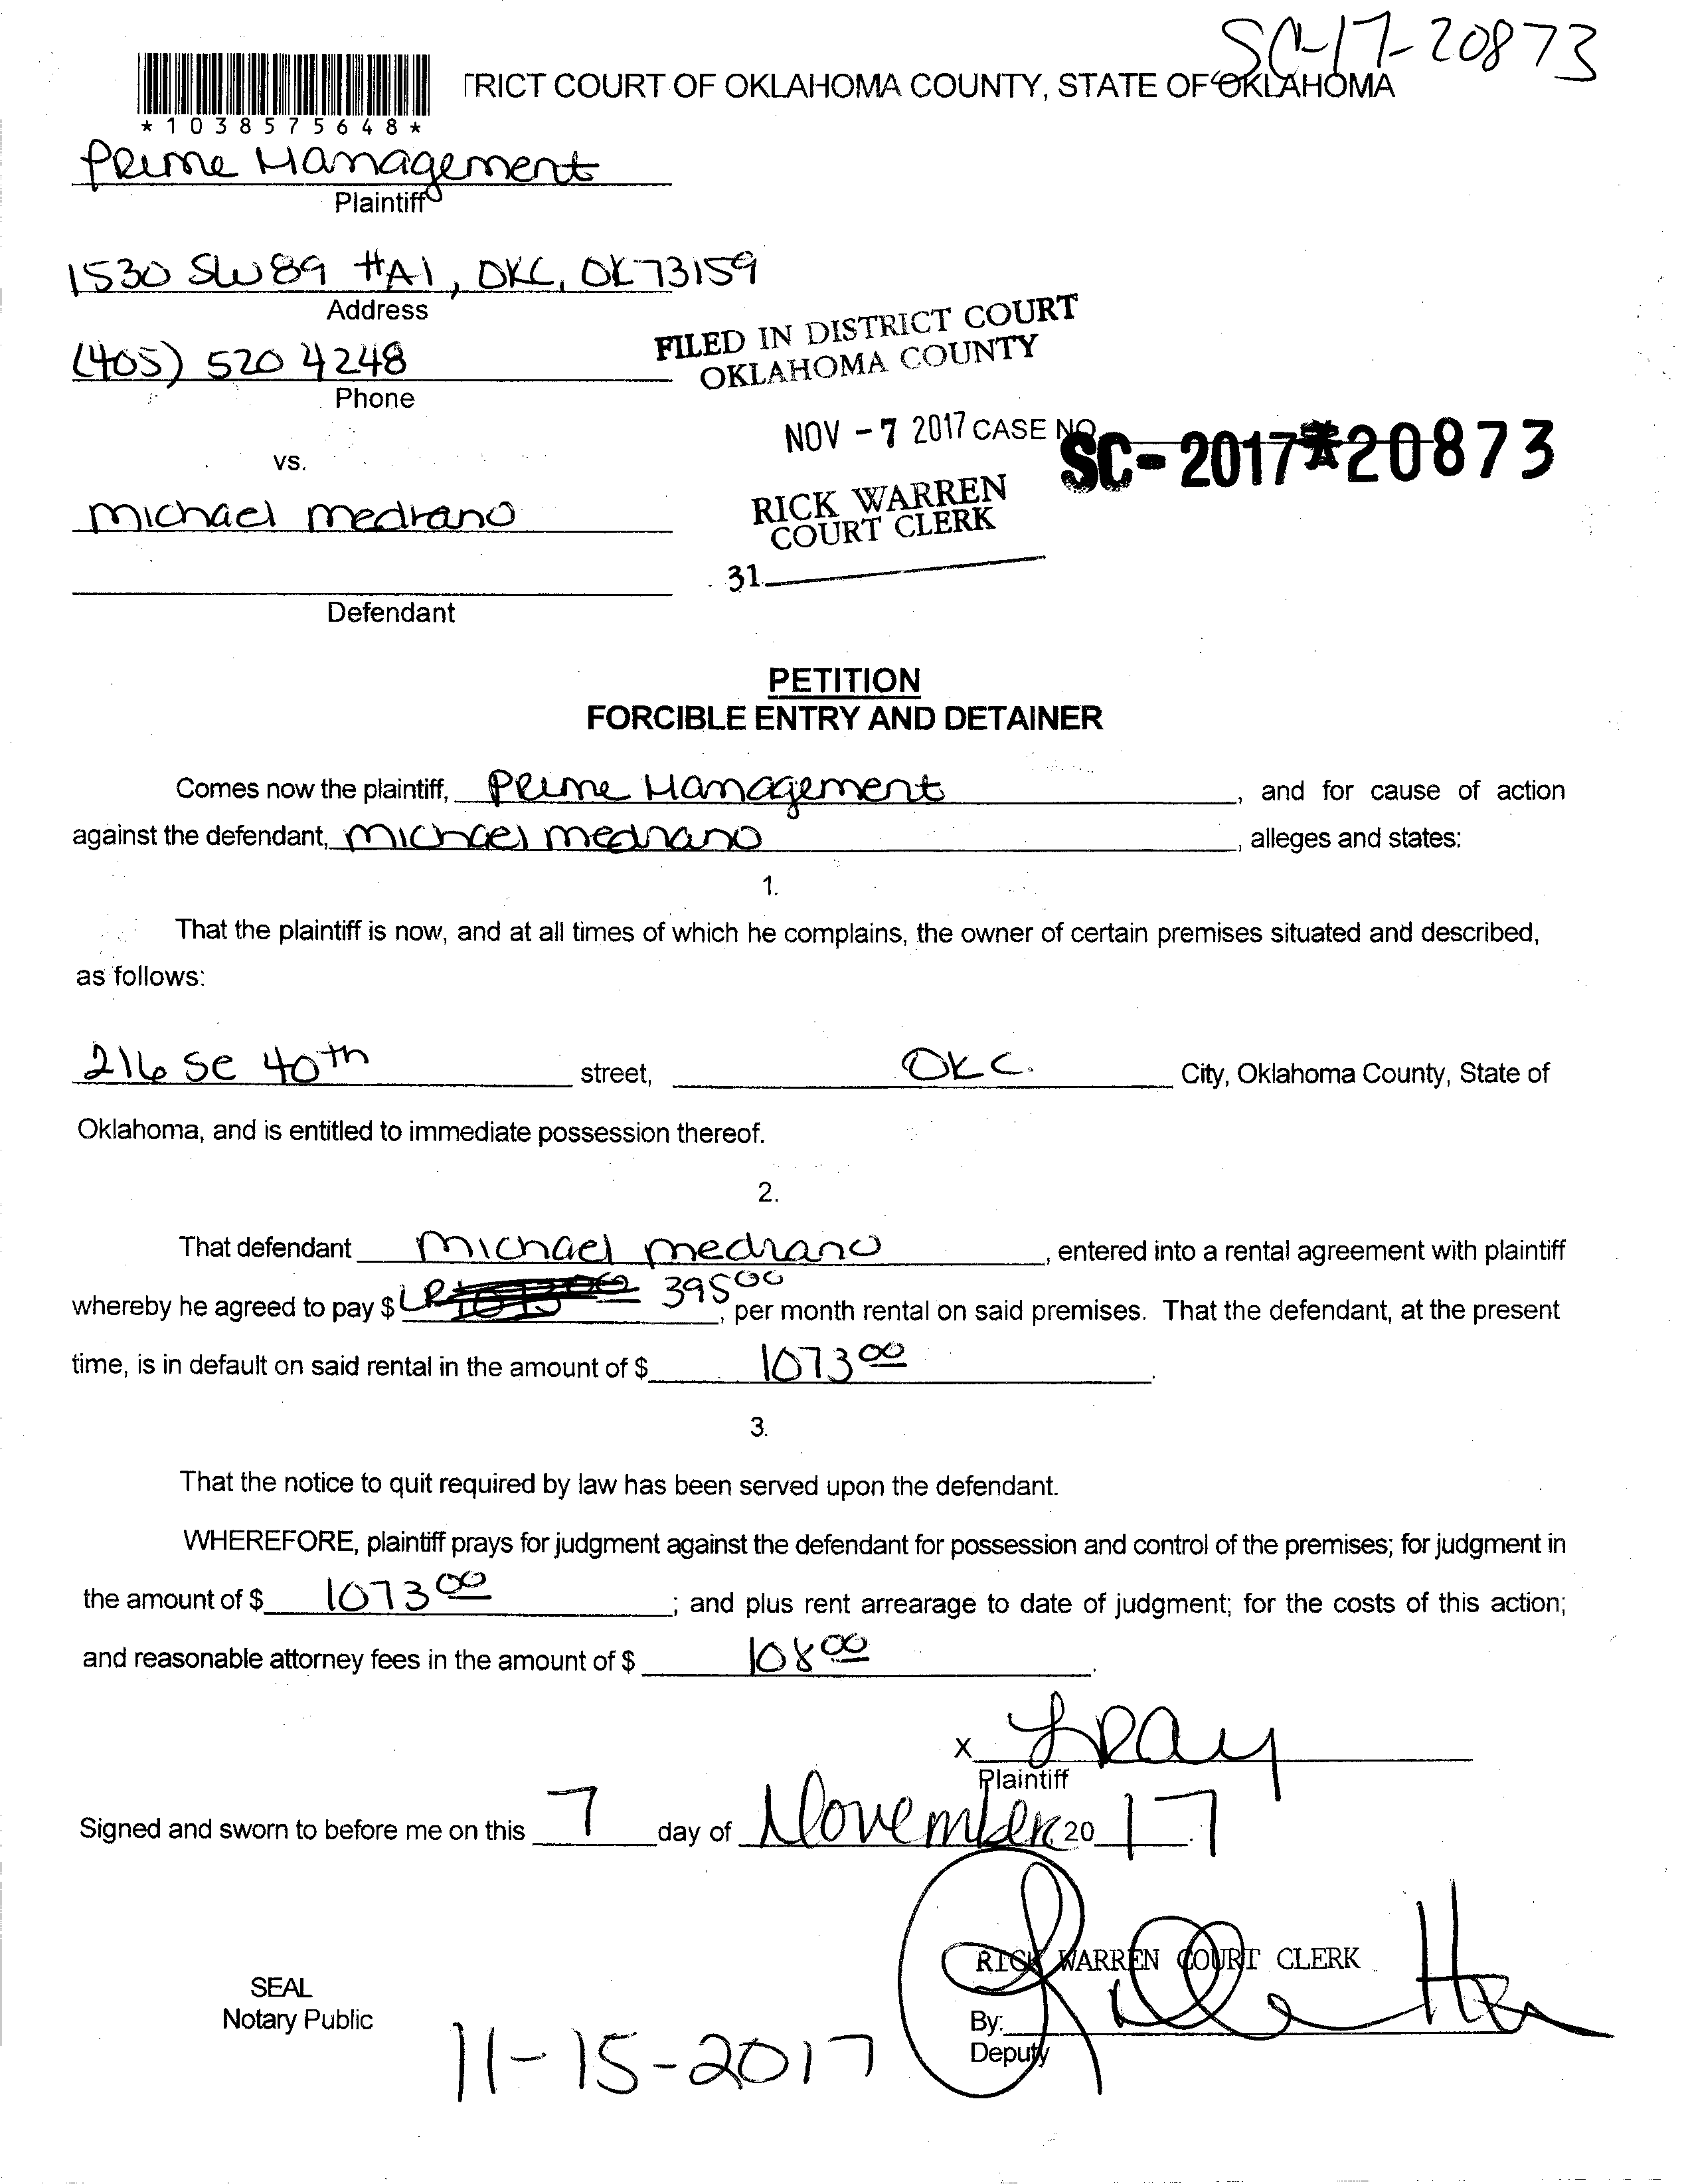 SC-17-20873
TRICT COURT OF OKLAHOMA COUNTY, STATE OF OKLAHOMA
*1038575648*
Prime Management
Plaintiff
1530 SW 89 #A1, OKC, OK 73159
Address
FILED IN DISTRICT COURT
OKLAHOMA COUNTY
(405) 520 4248
Phone
NOV - 7 2017 CASE NO. SC-2017-20873
vs.
RICK WARREN
COURT CLERK
michael medrano
31
Defendant
PETITION
FORCIBLE ENTRY AND DETAINER
Comes now the plaintiff, Prime Management, and for cause of action
against the defendant, michael medrano, alleges and states:
1.
That the plaintiff is now, and at all times of which he complains, the owner of certain premises situated and described,
as follows:
216 SE 40th street, OKC. City, Oklahoma County, State of
Oklahoma, and is entitled to immediate possession thereof.
2.
That defendant michael medrano, entered into a rental agreement with plaintiff
whereby he agreed to pay $ LR 395 00, per month rental on said premises. That the defendant, at the present
time, is in default on said rental in the amount of $ 1073 00.
3.
That the notice to quit required by law has been served upon the defendant.
WHEREFORE, plaintiff prays for judgment against the defendant for possession and control of the premises; for judgment in
the amount of $ 1073 00; and plus rent arrearage to date of judgment; for the costs of this action;
and reasonable attorney fees in the amount of $ 108 00.
x LRay
Plaintiff
Signed and sworn to before me on this 7 day of November, 20 17.
RICK WARREN COURT CLERK
SEAL
Notary Public
By:
Deputy
11-15-2017